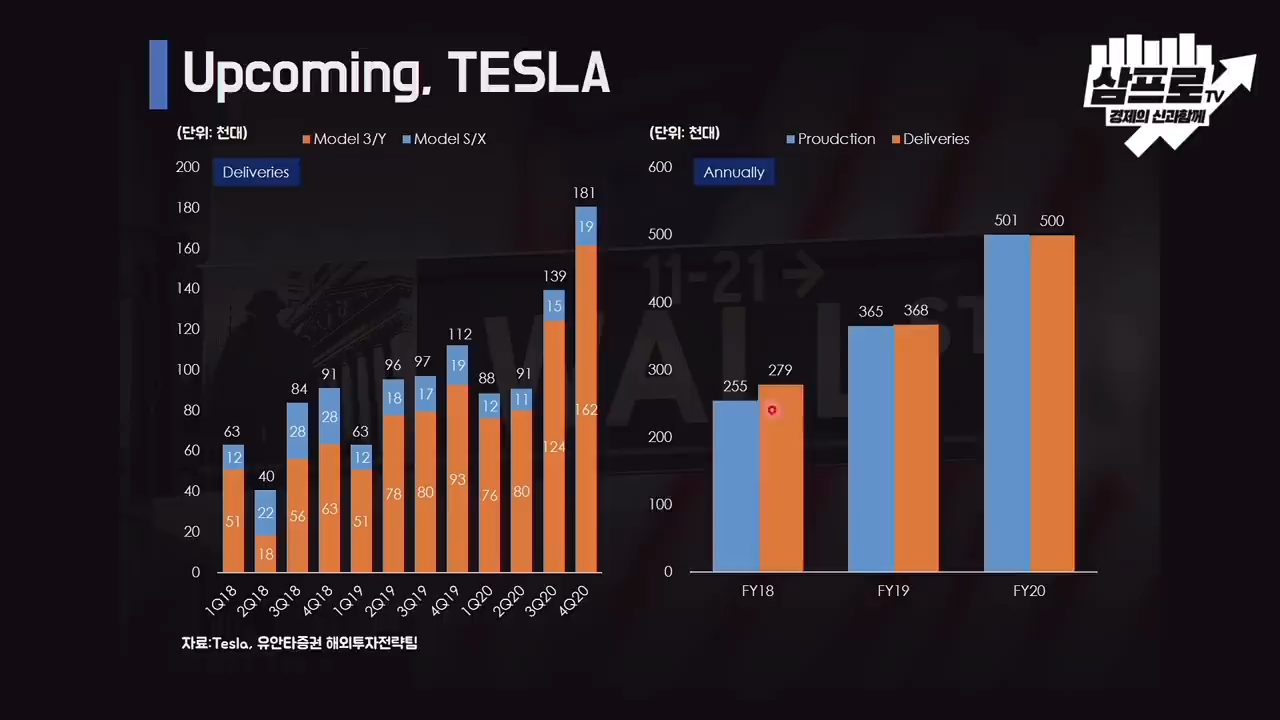 Upcoming, TESLA
삼프로TV
경제의 신과함께
(단위: 천대)
Model 3/Y
Model S/X
Deliveries
200
180
160
140
120
100
80
60
40
20
0
63
12
51
40
22
18
84
28
56
91
28
63
63
12
51
96
18
78
97
17
80
112
19
93
88
12
76
91
11
80
139
15
124
181
19
162
1Q18
2Q18
3Q18
4Q18
1Q19
2Q19
3Q19
4Q19
1Q20
2Q20
3Q20
4Q20
(단위: 천대)
Proudction
Deliveries
Annually
600
500
400
300
200
100
0
255
279
365
368
501
500
FY18
FY19
FY20
11-21
WALL ST
자료:Tesla, 유안타증권 해외투자전략팀